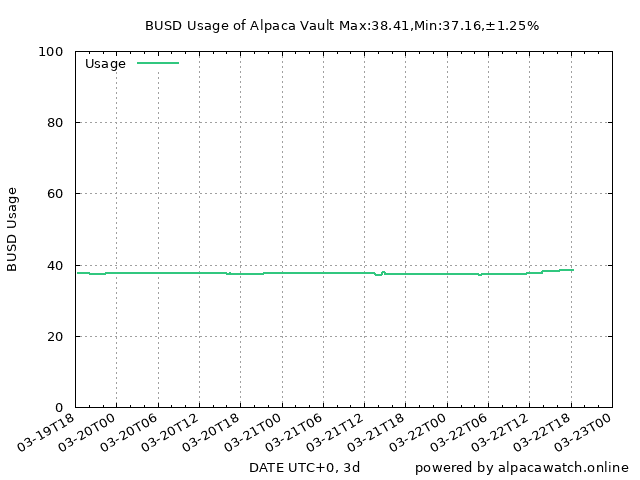 BUSD Usage of Alpaca Vault Max:38.41,Min:37.16,±1.25%
Usage
100
80
60
40
20
0
BUSD Usage
03-19T18
03-20T00
03-20T06
03-20T12
03-20T18
03-21T00
03-21T06
03-21T12
03-21T18
03-22T00
03-22T06
03-22T12
03-22T18
03-23T00
DATE UTC+0, 3d
powered by alpacawatch.online